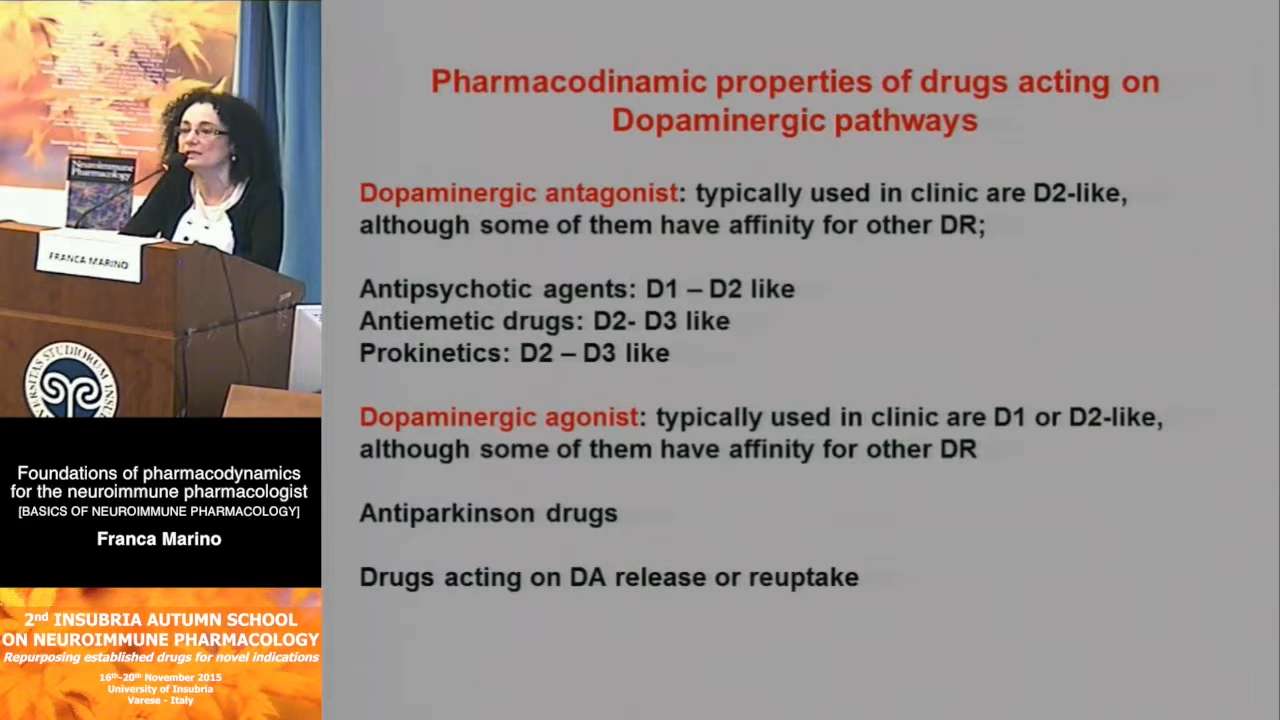 Pharmacodinamic properties of drugs acting on
Dopaminergic pathways
Dopaminergic antagonist: typically used in clinic are D2-like,
although some of them have affinity for other DR;
Antipsychotic agents: D1 – D2 like
Antiemetic drugs: D2- D3 like
Prokinetics: D2 – D3 like
Dopaminergic agonist: typically used in clinic are D1 or D2-like,
although some of them have affinity for other DR
Antiparkinson drugs
Drugs acting on DA release or reuptake
Neuroimmune
Pharmacology
FRANCA MARINO
Foundations of pharmacodynamics
for the neuroimmune pharmacologist
[BASICS OF NEUROIMMUNE PHARMACOLOGY]
Franca Marino
2nd INSUBRIA AUTUMN SCHOOL
ON NEUROIMMUNE PHARMACOLOGY
Repurposing established drugs for novel indications
16th-20th November 2015
University of Insubria
Varese - Italy